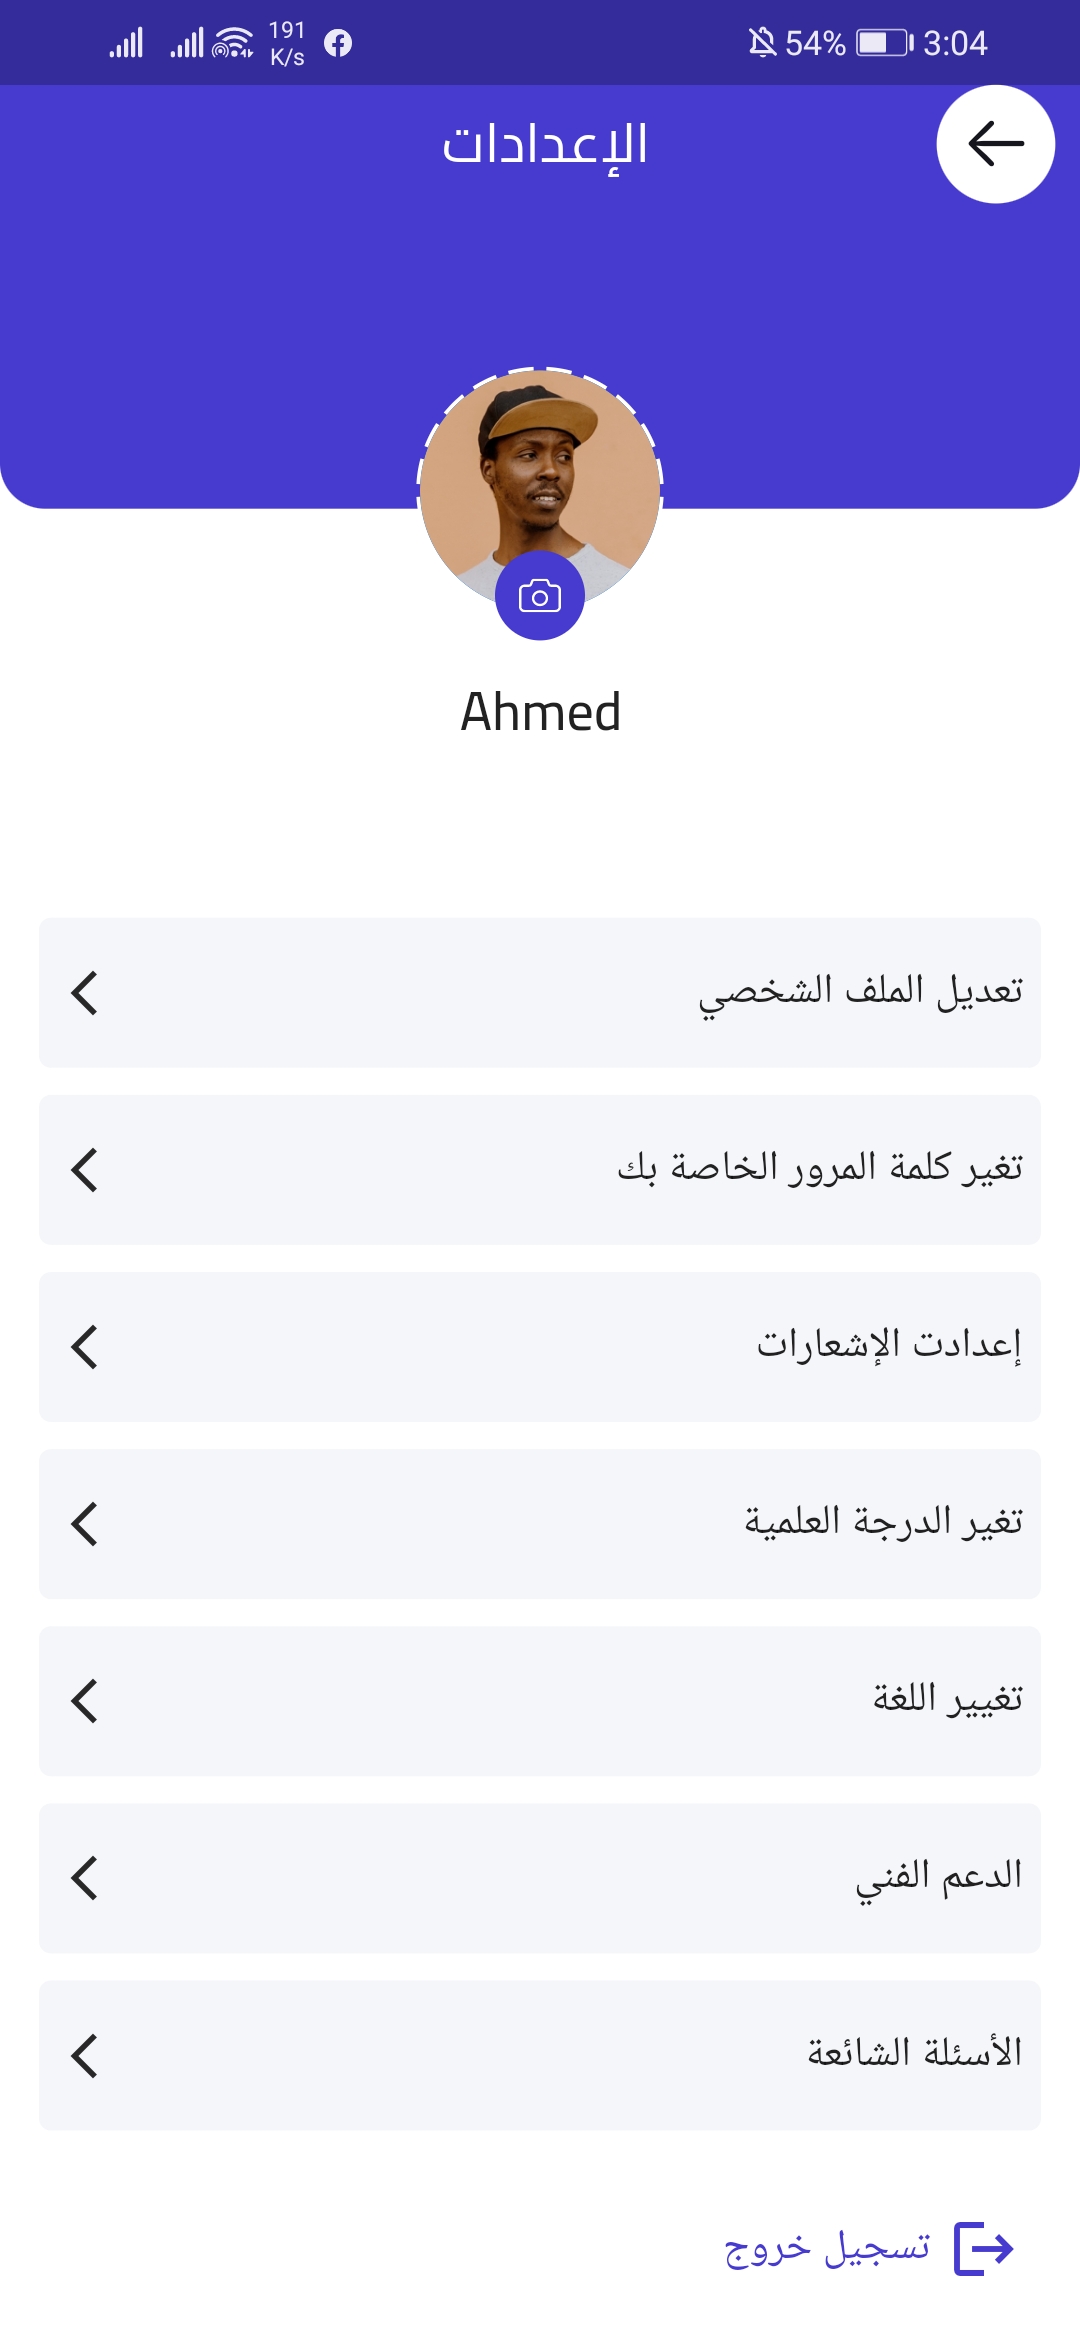 191
K/s
54%
3:04
الإعدادات
Ahmed
تعديل الملف الشخصي
تغير كلمة المرور الخاصة بك
إعدادت الإشعارات
تغير الدرجة العلمية
تغيير اللغة
الدعم الفني
الأسئلة الشائعة
تسجيل خروج